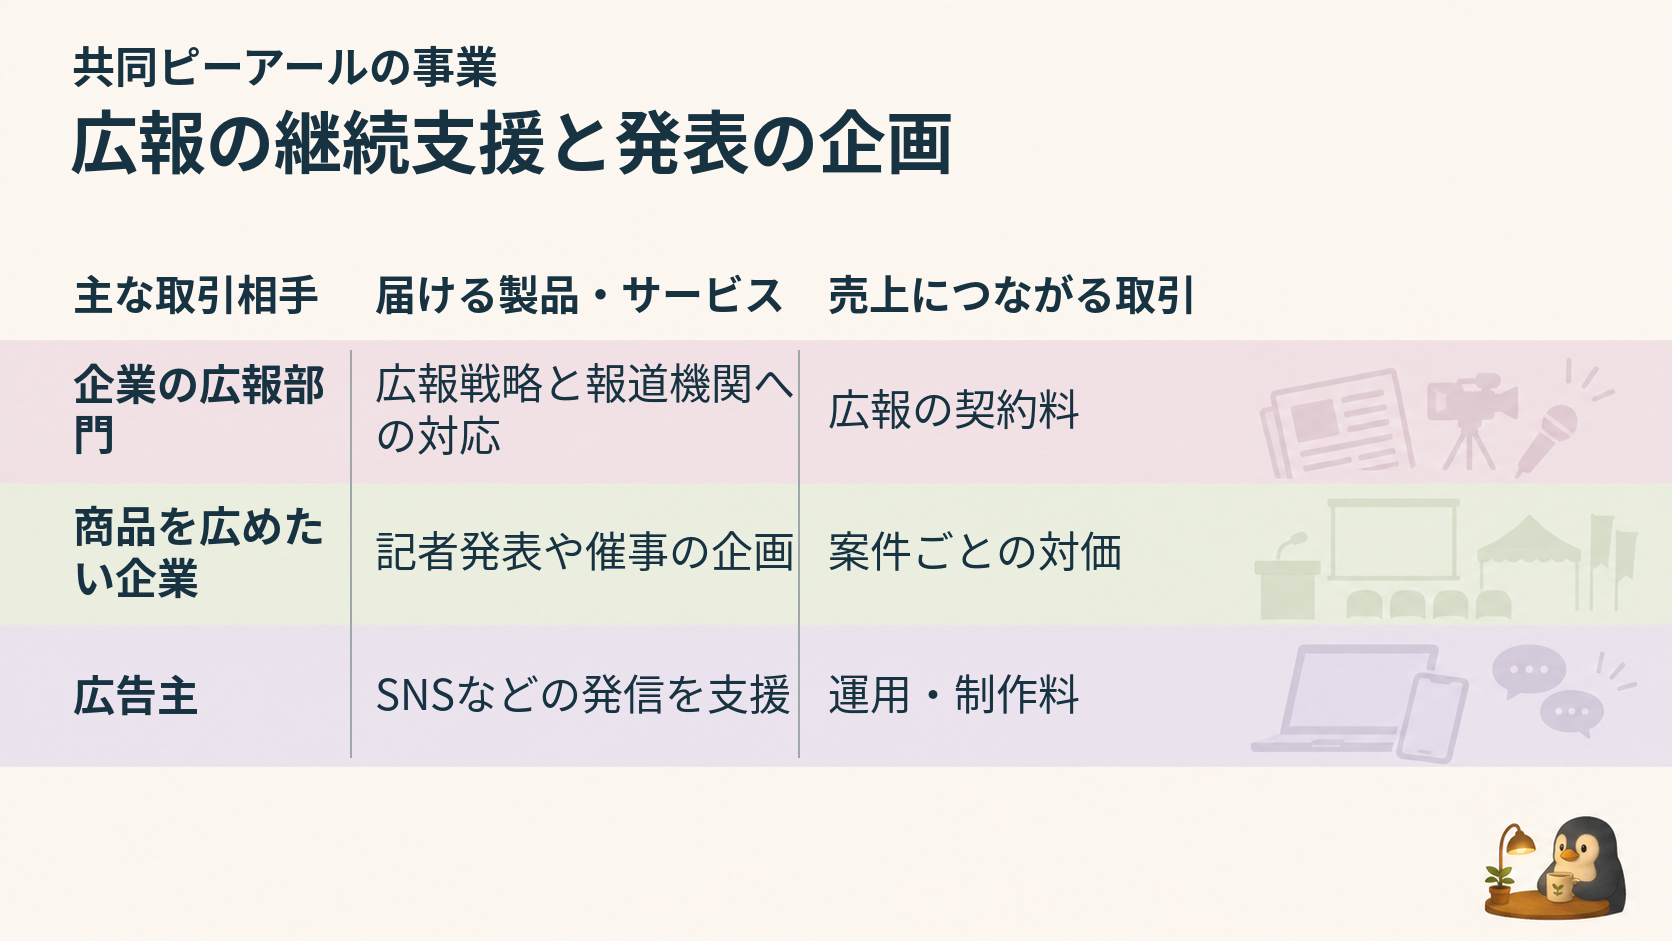 共同ピーアールの事業
広報の継続支援と発表の企画
主な取引相手 届ける製品・サービス 売上につながる取引
企業の広報部
門
広報戦略と報道機関へ
の対応
広報の契約料
商品を広めた
い企業
記者発表や催事の企画
案件ごとの対価
広告主
SNSなどの発信を支援
運用・制作料